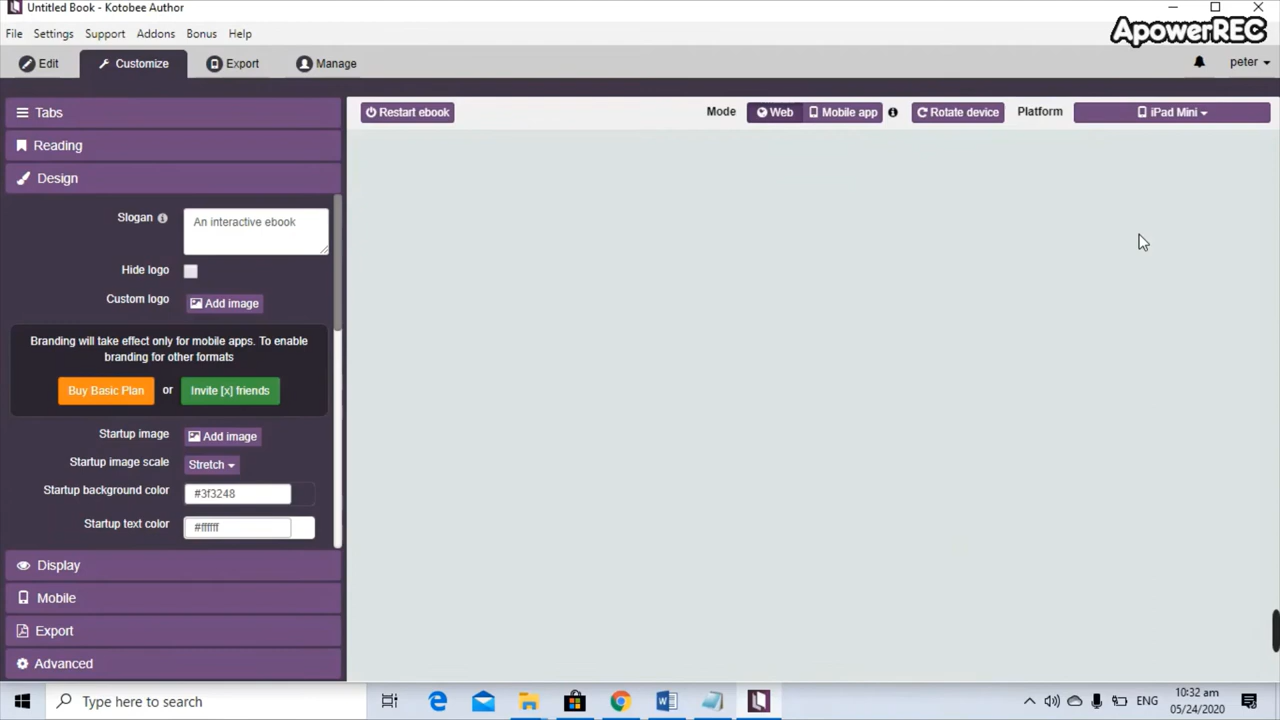 Untitled Book - Kotobee Author
ApowerREC
File Settings Support Addons Bonus Help
Edit Customize Export Manage peter
Tabs
Restart ebook Mode Web Mobile app Rotate device Platform iPad Mini
Reading
Design
Slogan An interactive ebook
Hide logo
Custom logo Add image
Branding will take effect only for mobile apps. To enable
branding for other formats
Buy Basic Plan or Invite [x] friends
Startup image Add image
Startup image scale Stretch
Startup background color #3f3248
Startup text color #ffffff
Display
Mobile
Export
Advanced
Type here to search ENG 10:32 am
05/24/2020